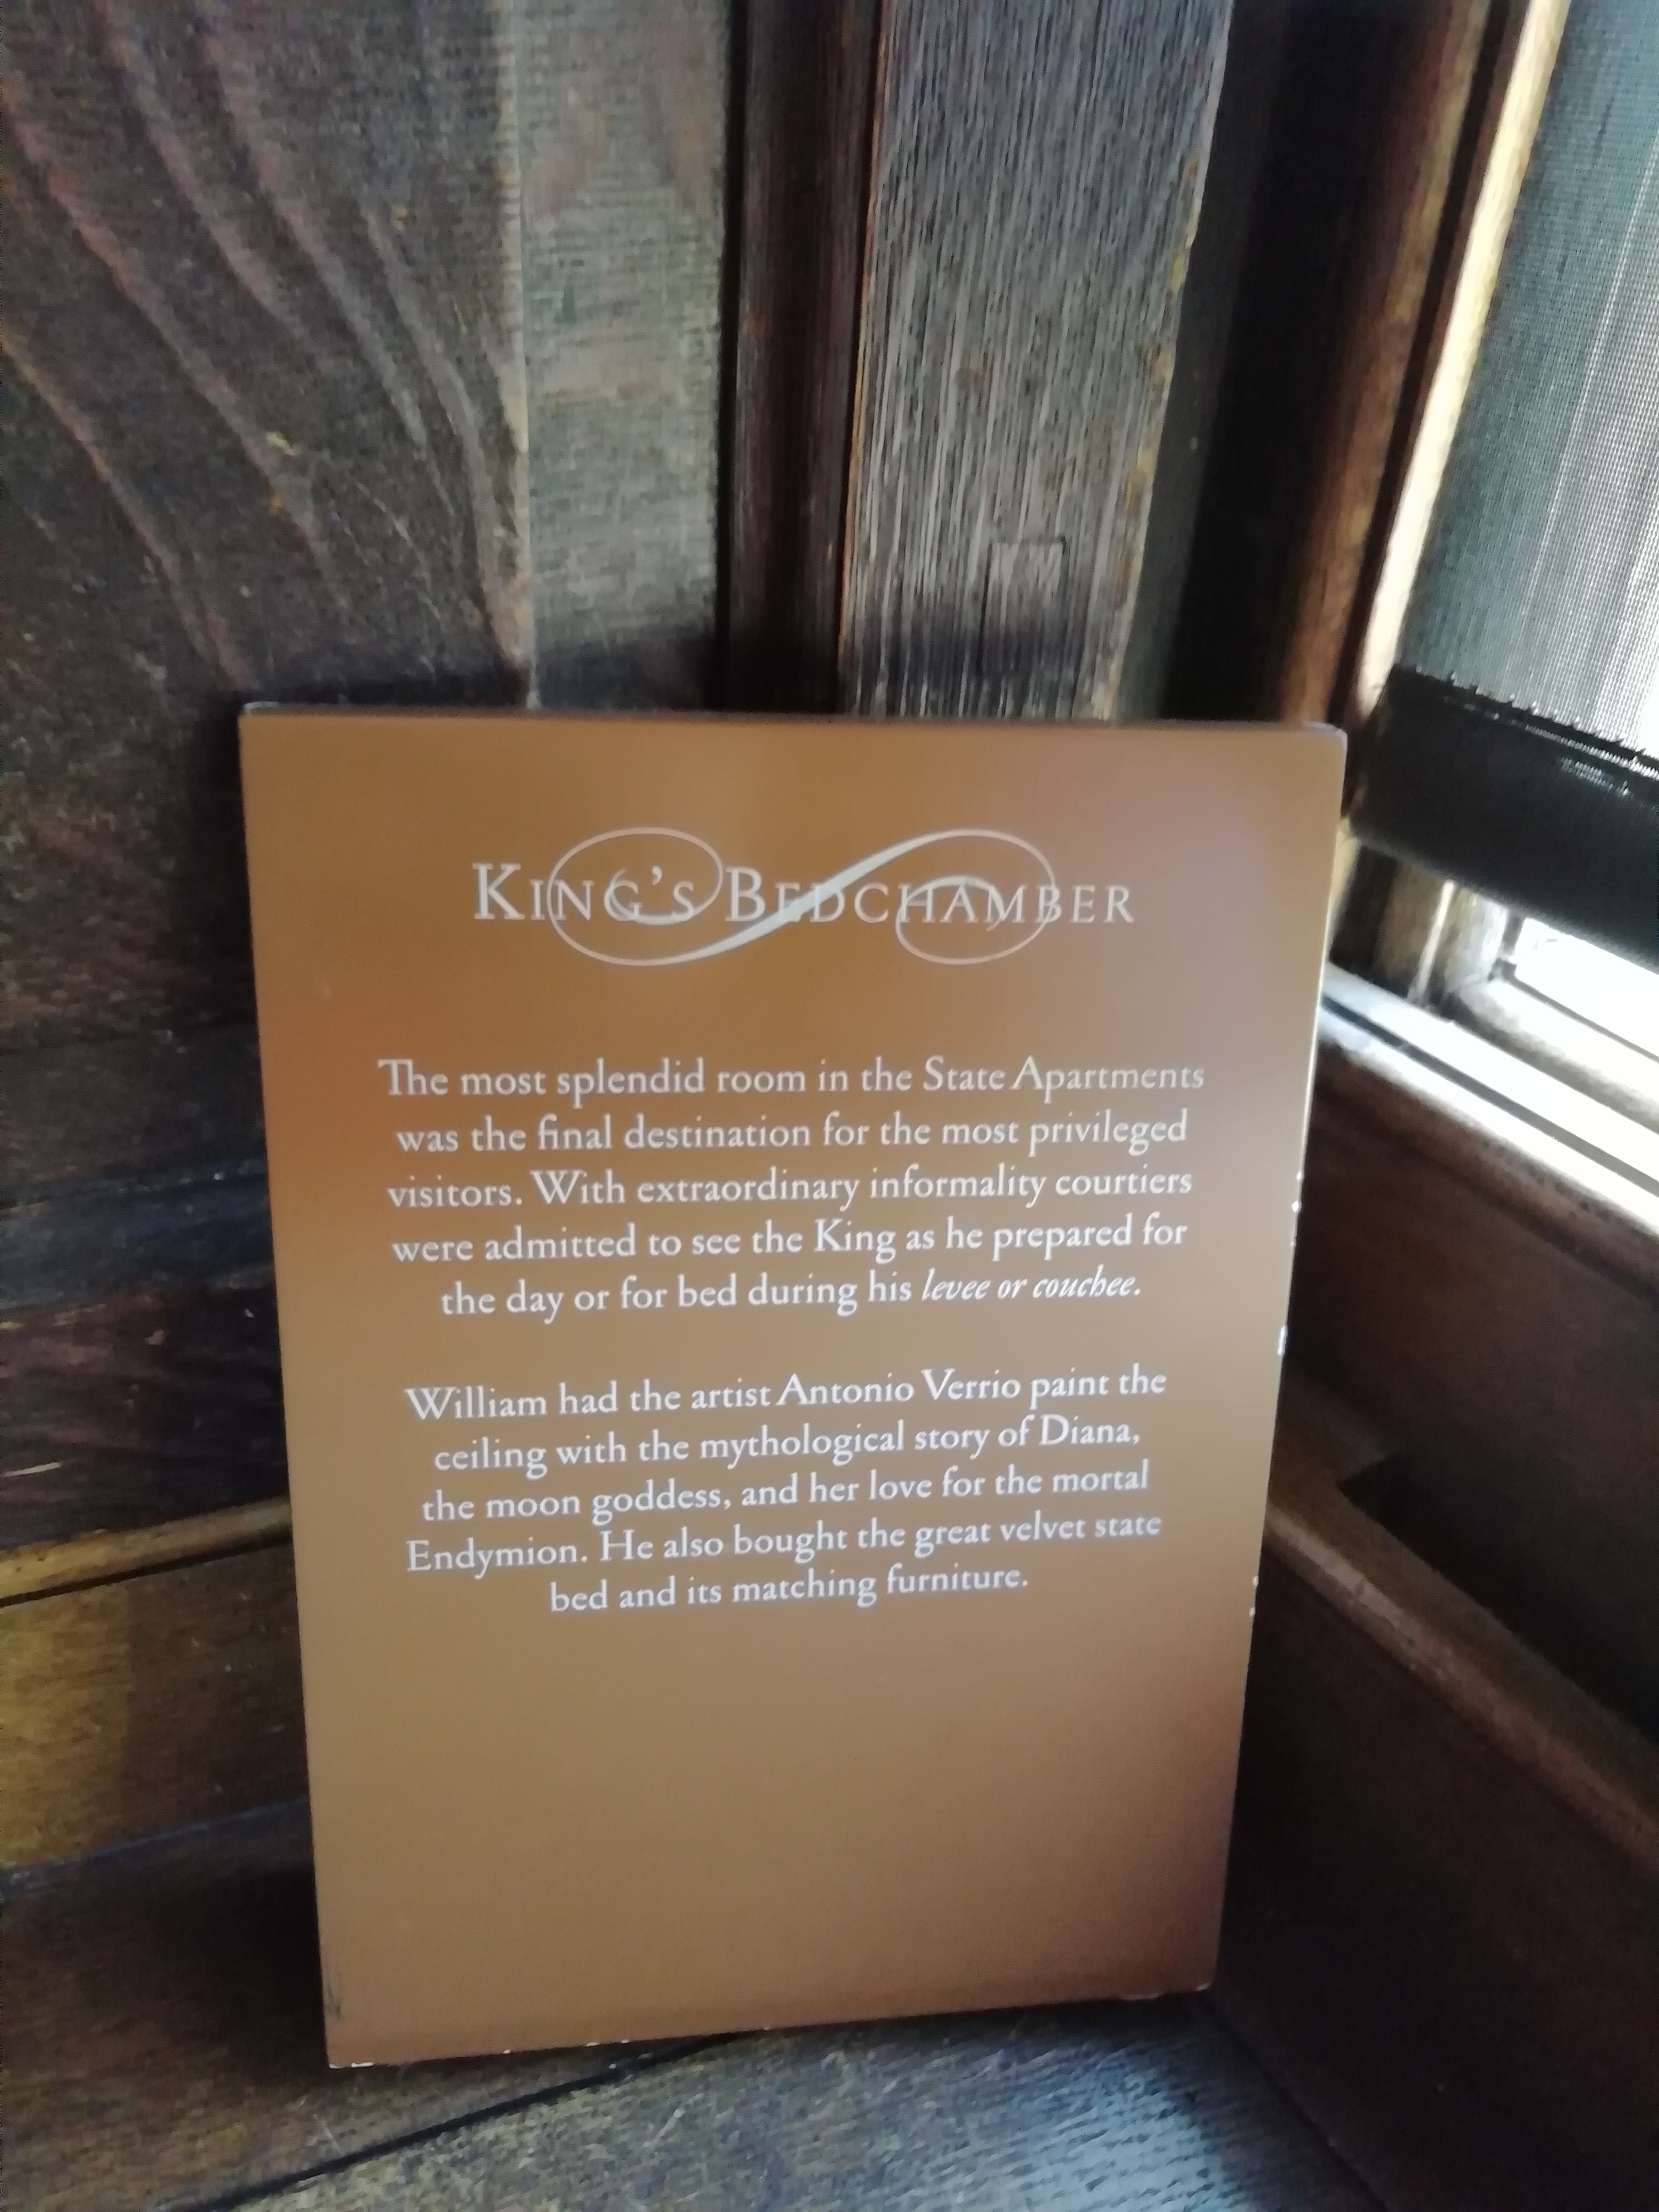 King's Bedchamber
The most splendid room in the State Apartments
was the final destination for the most privileged
visitors. With extraordinary informality courtiers
were admitted to see the King as he prepared for
the day or for bed during his levee or couchee.
William had the artist Antonio Verrio paint the
ceiling with the mythological story of Diana,
the moon goddess, and her love for the mortal
Endymion. He also bought the great velvet state
bed and its matching furniture.